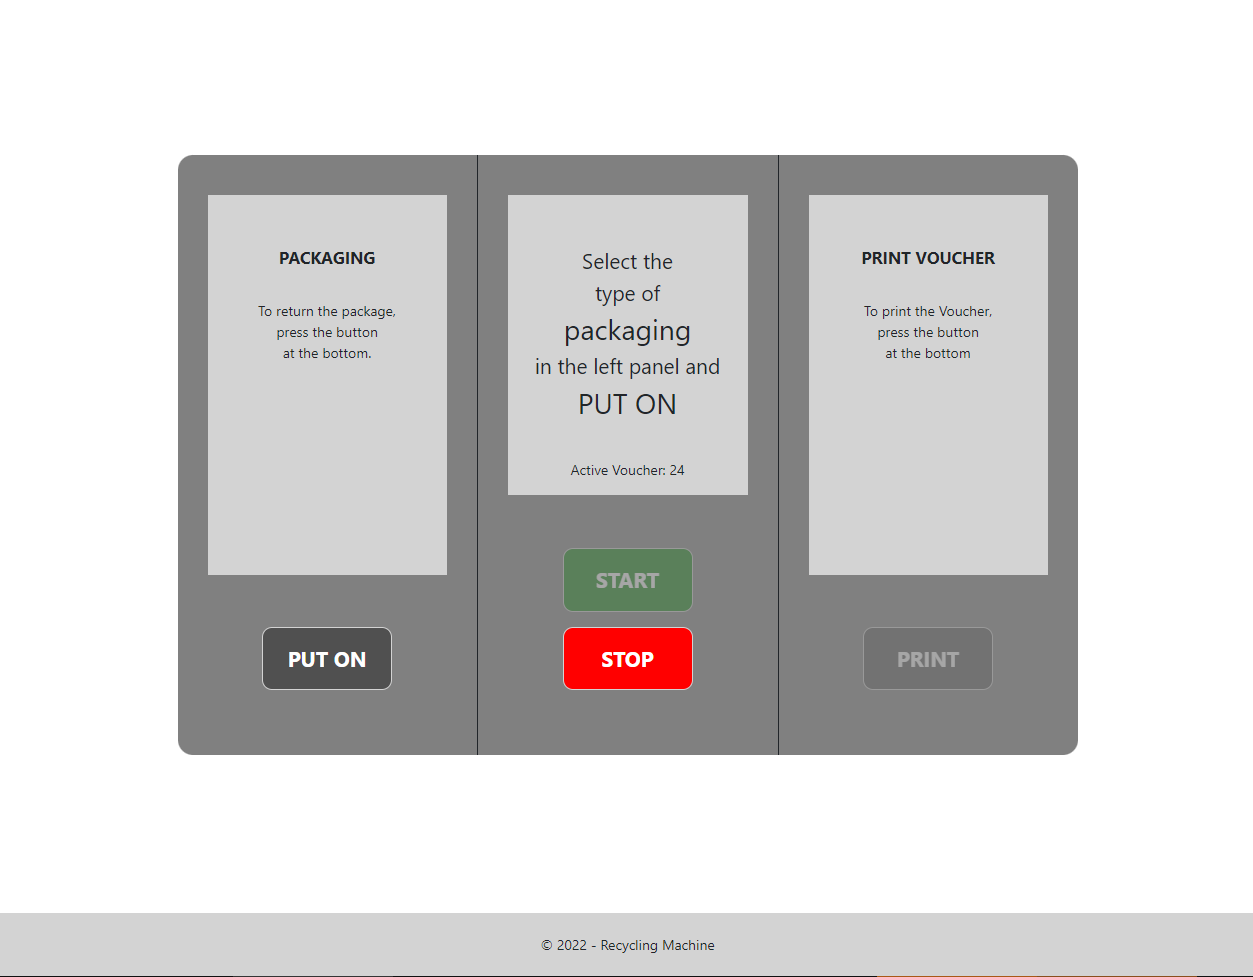 PACKAGING
To return the package,
press the button
at the bottom.
PUT ON
Select the
type of
packaging
in the left panel and
PUT ON
Active Voucher: 24
START
STOP
PRINT VOUCHER
To print the Voucher,
press the button
at the bottom
PRINT
© 2022 - Recycling Machine